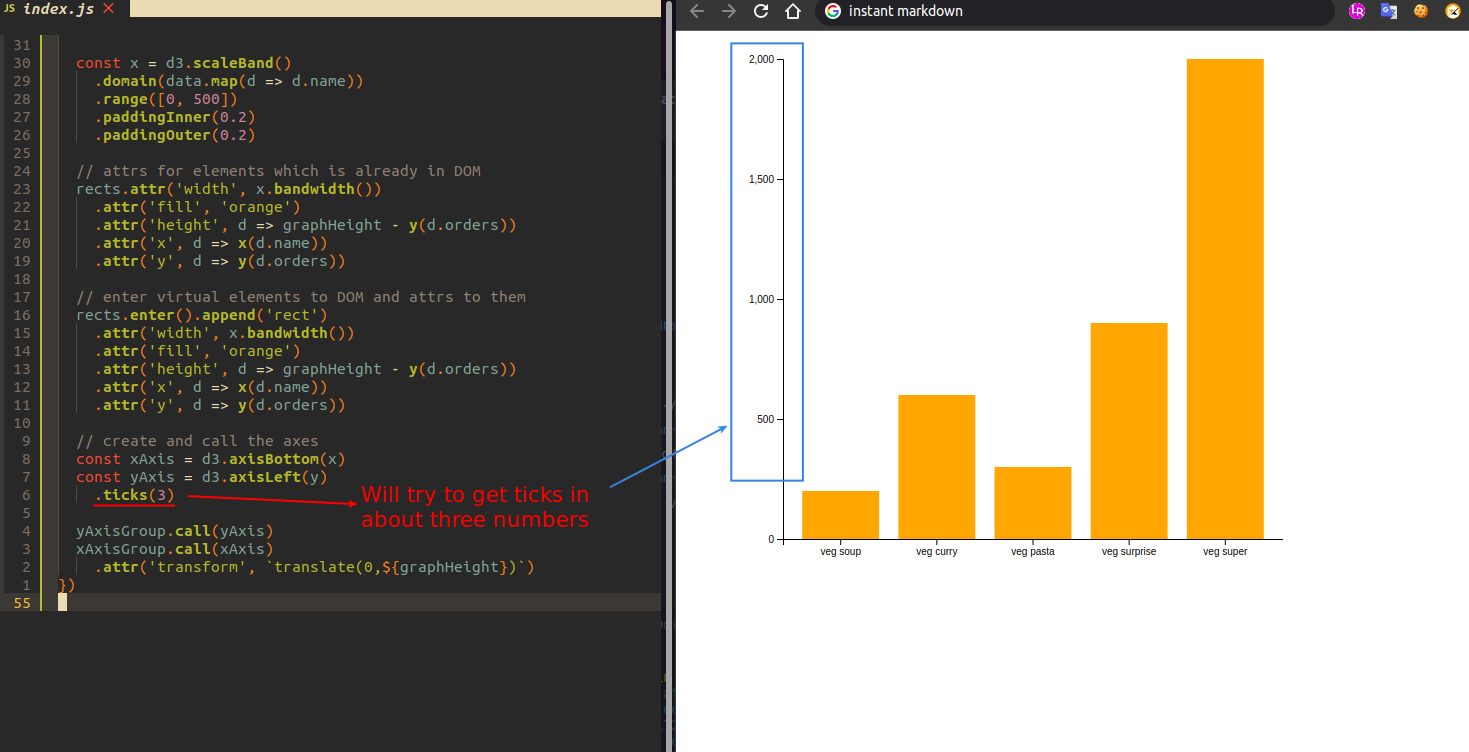 JS index.js ✕
31
30 const x = d3.scaleBand()
29 .domain(data.map(d => d.name))
28 .range([0, 500])
27 .paddingInner(0.2)
26 .paddingOuter(0.2)
25
24 // attrs for elements which is already in DOM
23 rects.attr('width', x.bandwidth())
22 .attr('fill', 'orange')
21 .attr('height', d => graphHeight - y(d.orders))
20 .attr('x', d => x(d.name))
19 .attr('y', d => y(d.orders))
18
17 // enter virtual elements to DOM and attrs to them
16 rects.enter().append('rect')
15 .attr('width', x.bandwidth())
14 .attr('fill', 'orange')
13 .attr('height', d => graphHeight - y(d.orders))
12 .attr('x', d => x(d.name))
11 .attr('y', d => y(d.orders))
10
9 // create and call the axes
8 const xAxis = d3.axisBottom(x)
7 const yAxis = d3.axisLeft(y)
6 .ticks(3)
5
4 yAxisGroup.call(yAxis)
3 xAxisGroup.call(xAxis)
2 .attr('transform', `translate(0,${graphHeight})`)
1 })
55
Will try to get ticks in
about three numbers
instant markdown
2,000
1,500
1,000
500
0
veg soup veg curry veg pasta veg surprise veg super